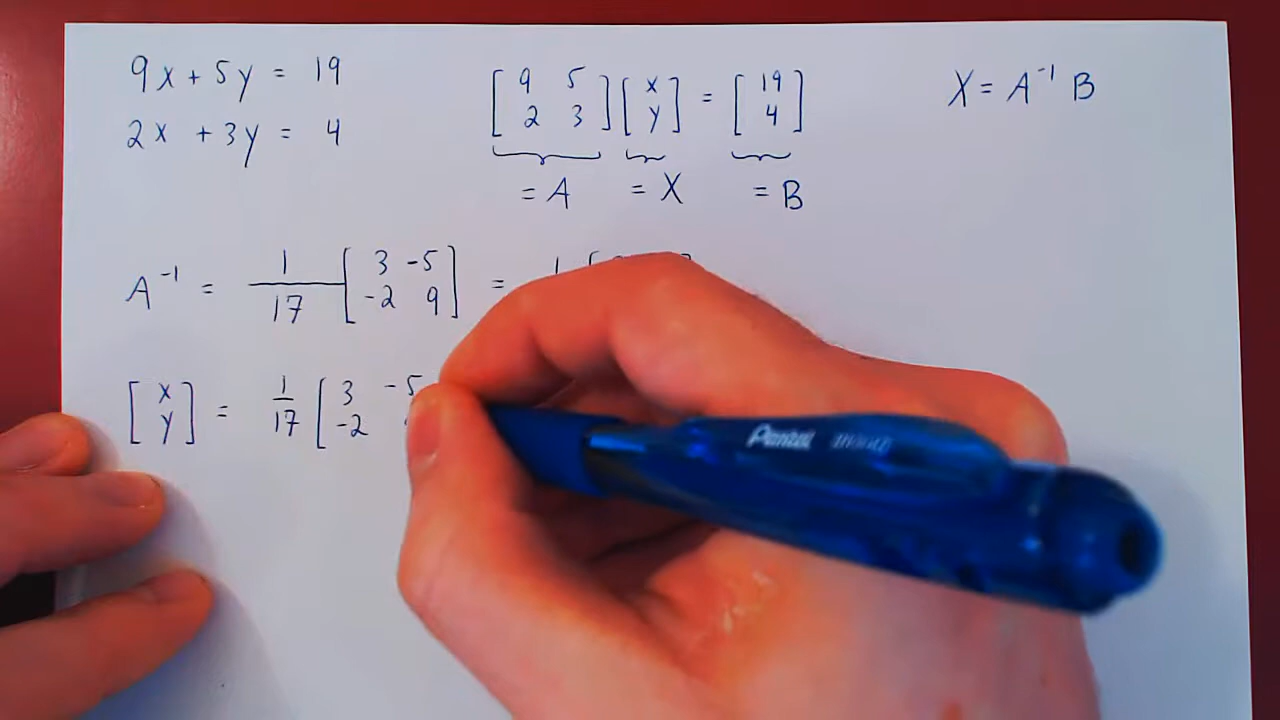 9x + 5y = 19
2x + 3y = 4
[ 9 5 ] [ x ] = [ 19 ]
[ 2 3 ] [ y ] [ 4 ]
= A = X = B
X = A⁻¹ B
A⁻¹ = 1/17 [ 3 -5 ] =
[ -2 9 ]
[ x ] = 1/17 [ 3 -5
[ y ] [ -2
Pentel